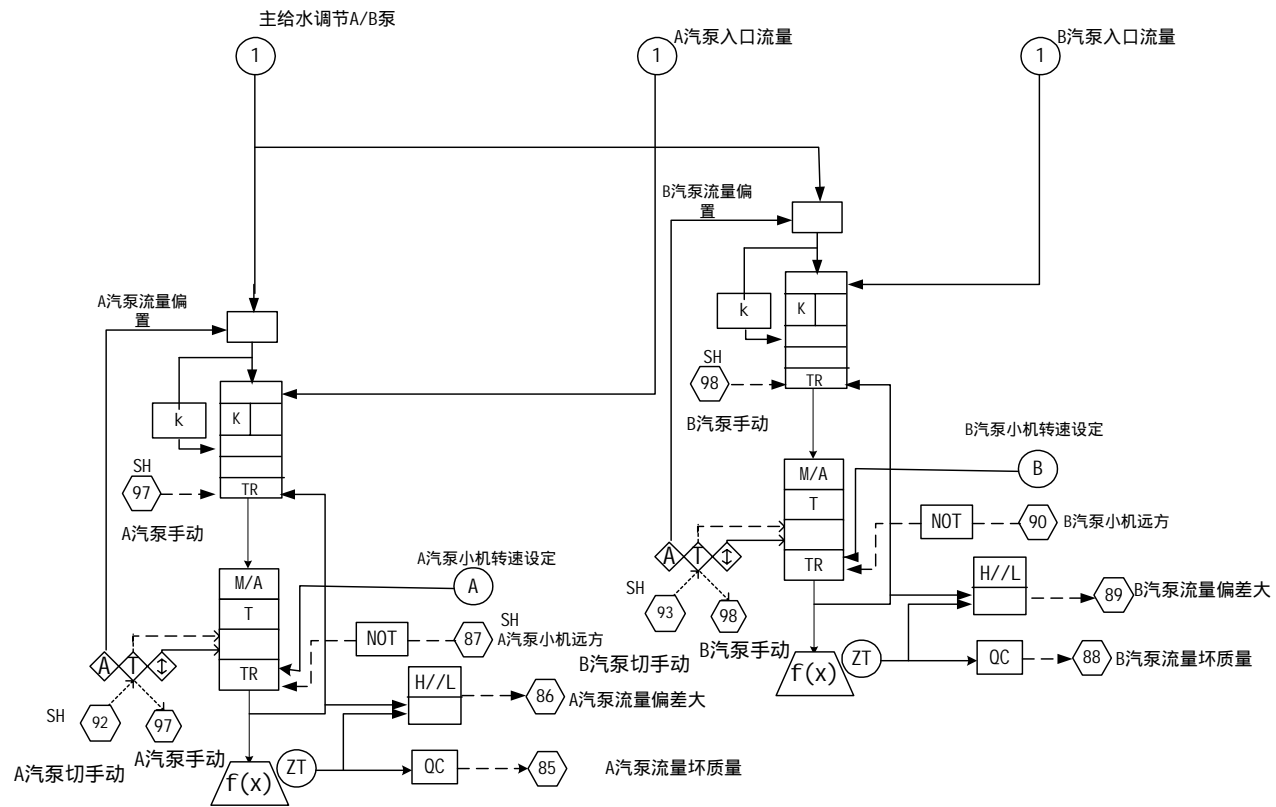 主给水调节A/B泵
A汽泵入口流量
B汽泵入口流量
1
1
1
B汽泵流量偏
置
A汽泵流量偏
置
k
K
SH
98
TR
B汽泵手动
k
K
B汽泵小机转速设定
SH
97
TR
M/A
B
A汽泵手动
T
NOT
90
B汽泵小机远方
A汽泵小机转速设定
A
T
TR
H//L
M/A
A
SH
93
98
89
B汽泵流量偏差大
T
SH
NOT
87
A汽泵小机远方
B汽泵手动
B汽泵切手动
ZT
QC
88
B汽泵流量坏质量
A
T
TR
f(x)
H//L
86
A汽泵流量偏差大
SH
92
97
A汽泵手动
A汽泵切手动
ZT
QC
85
A汽泵流量坏质量
f(x)